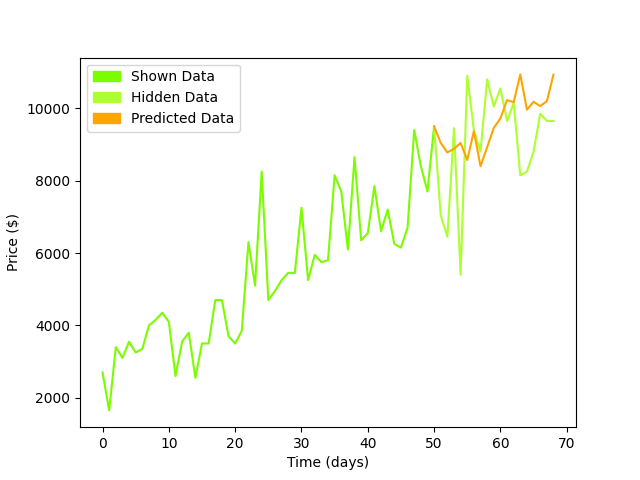 Shown Data
Hidden Data
Predicted Data
10000
8000
6000
4000
2000
Price ($)
0 10 20 30 40 50 60 70
Time (days)